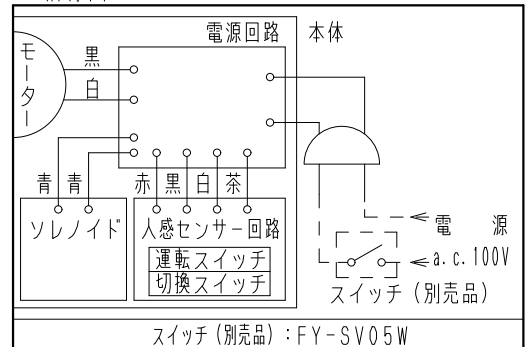 電源回路 本体
モーター
黒
白
青 青 赤 黒 白 茶
ソレノイド 人感センサー回路
運転スイッチ
切換スイッチ
電 源
a.c.100V
スイッチ(別売品)
スイッチ(別売品):FY-SV05W